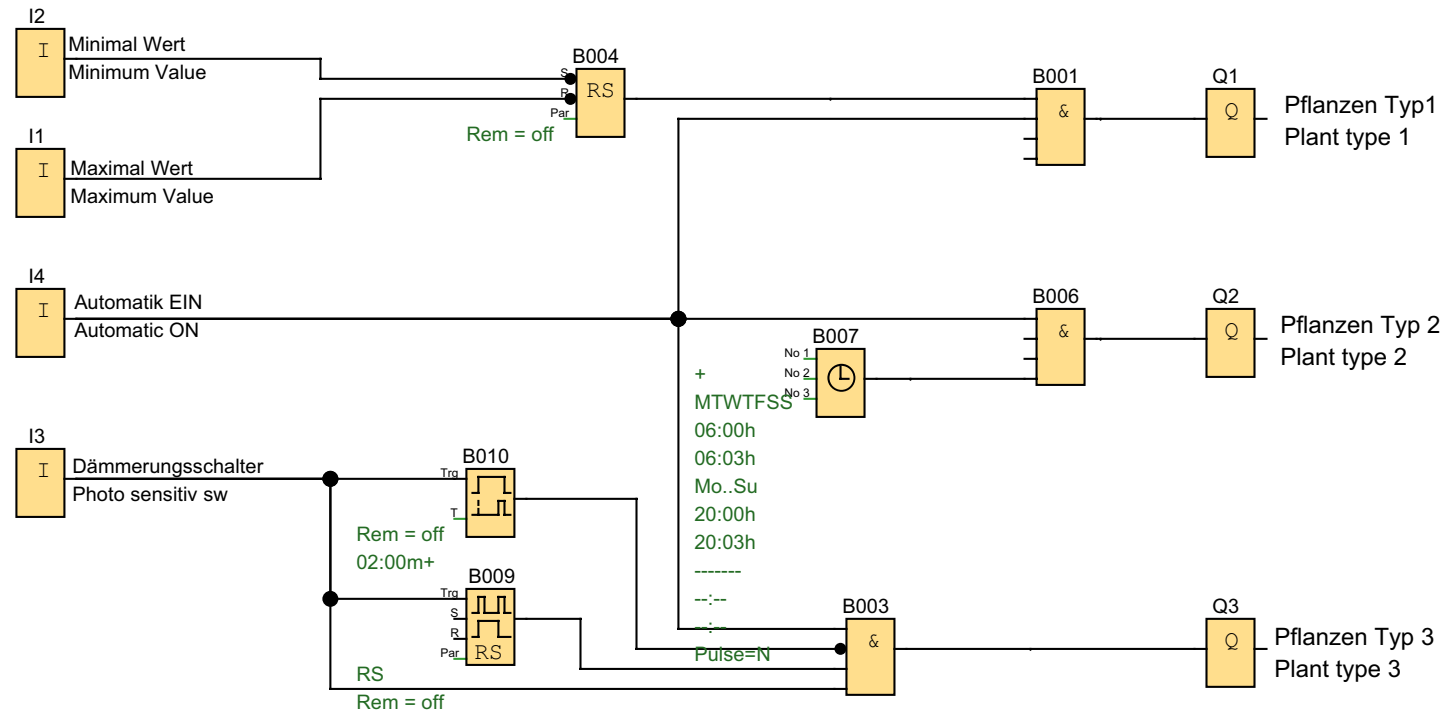 I2
I
Minimal Wert
Minimum Value
B004
S
R
Par
RS
Rem = off
B001
&
Q1
Q
Pflanzen Typ1
Plant type 1
I1
I
Maximal Wert
Maximum Value
I4
I
Automatik EIN
Automatic ON
B006
&
Q2
Q
Pflanzen Typ 2
Plant type 2
B007
No 1
No 2
No 3
+
MTWTFSS
06:00h
06:03h
Mo..Su
20:00h
20:03h
-------
--:--
--:--
Pulse=N
I3
I
Dämmerungsschalter
Photo sensitiv sw
B010
Trg
T
Rem = off
02:00m+
B009
Trg
S
R
Par
RS
RS
Rem = off
B003
&
Q3
Q
Pflanzen Typ 3
Plant type 3